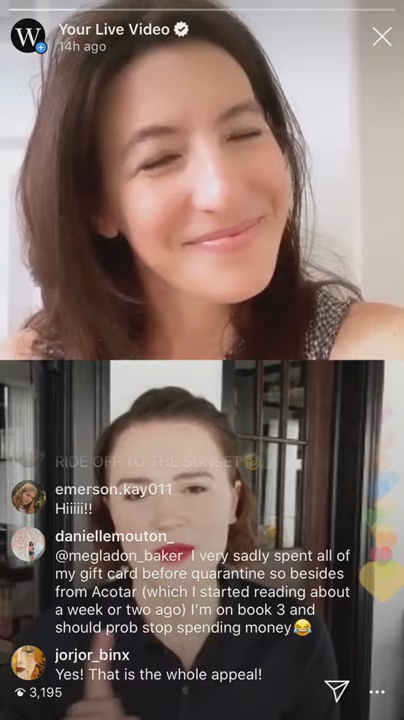 W
Your Live Video
14h ago
RIDE OFF TO THE SUNSET
emerson.kay011
Hiiiii!!
daniellemouton_
@megladon_baker I very sadly spent all of
my gift card before quarantine so besides
from Acotar (which I started reading about
a week or two ago) I'm on book 3 and
should prob stop spending money😂
jorjor_binx
Yes! That is the whole appeal!
3,195